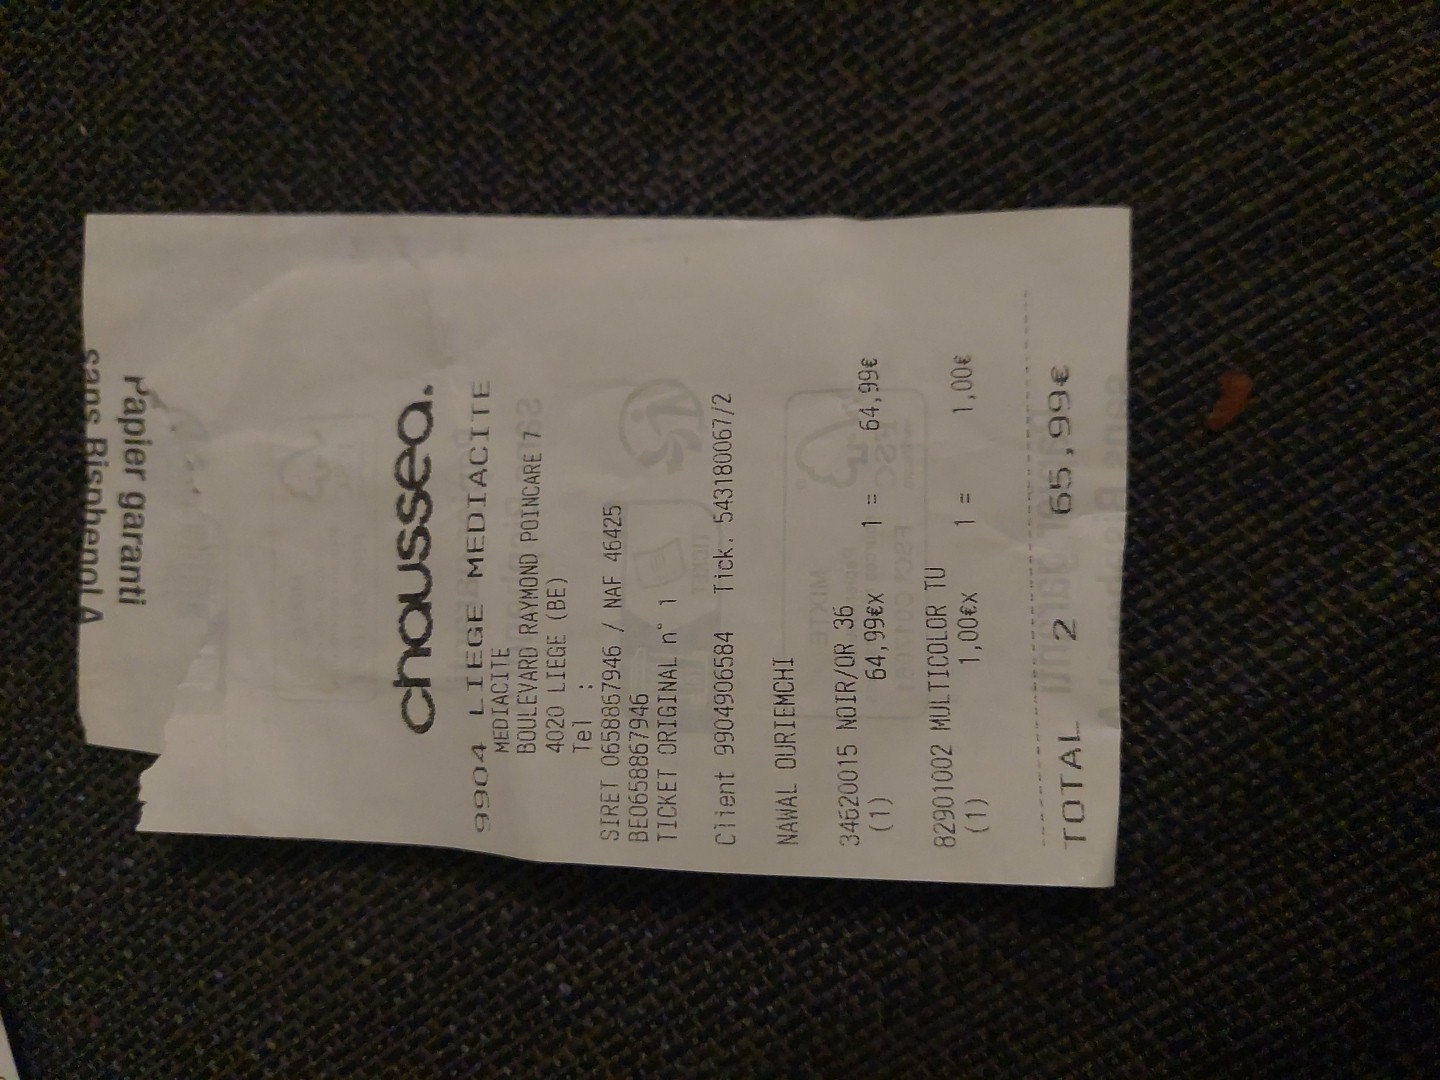 Papier garanti
sans Bisphenol A
chaussea.
9904 LIEGE MEDIACITE
MEDIACITE
BOULEVARD RAYMOND POINCARE 7
4020 LIEGE (BE)
Tel :
SIRET 0658867946 / NAF 46425
BE0658867946
TICKET ORIGINAL n° 1
Client 9904906584 Tick. 543180067/2
NAWAL OURIEMCHI
34620015 NOIR/OR 36
(1) 64,99€x 1 = 64,99€
82901002 MULTICOLOR TU
(1) 1,00€x 1 = 1,00€
TOTAL 2 65,99€